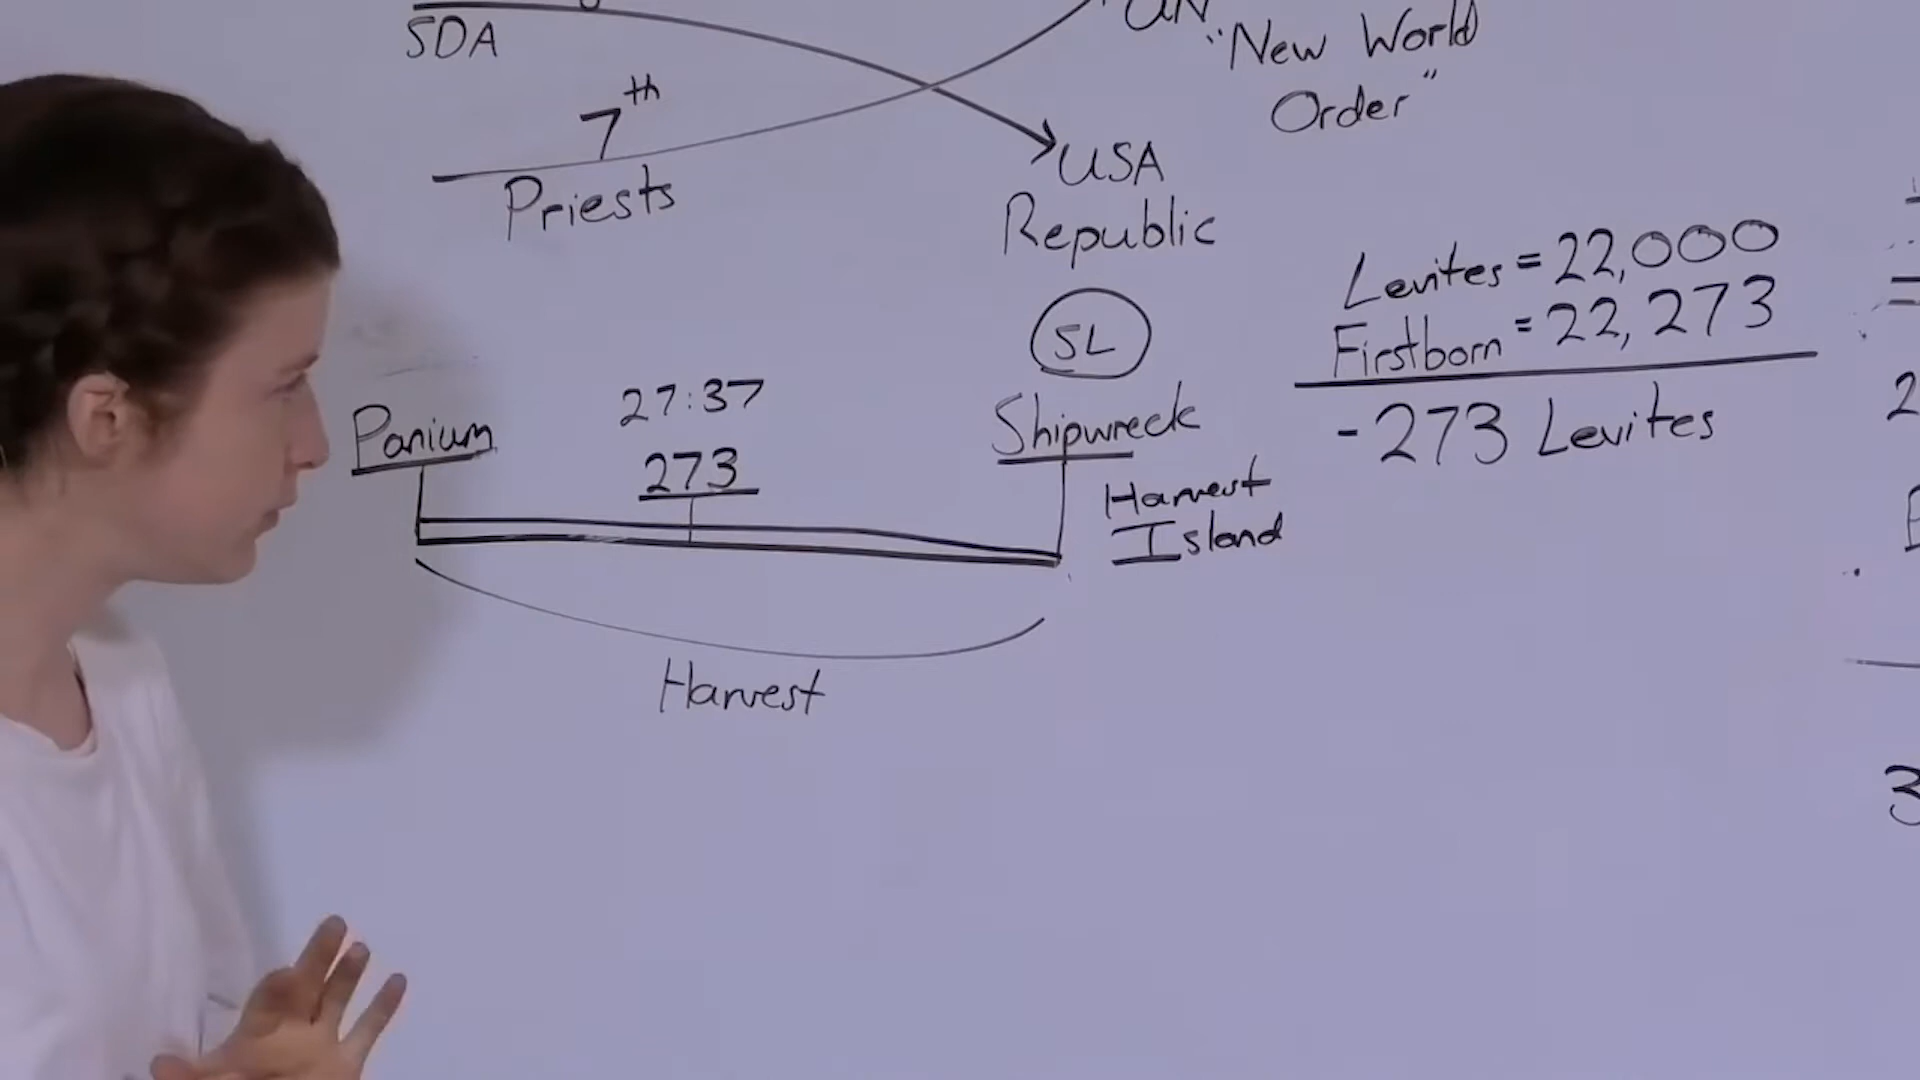 SDA
UN
"New World
Order"
7th
Priests
USA
Republic
SL
Levites = 22,000
Firstborn = 22,273
-273 Levites
Panium
27:37
273
Shipwreck
Harvest
Island
Harvest